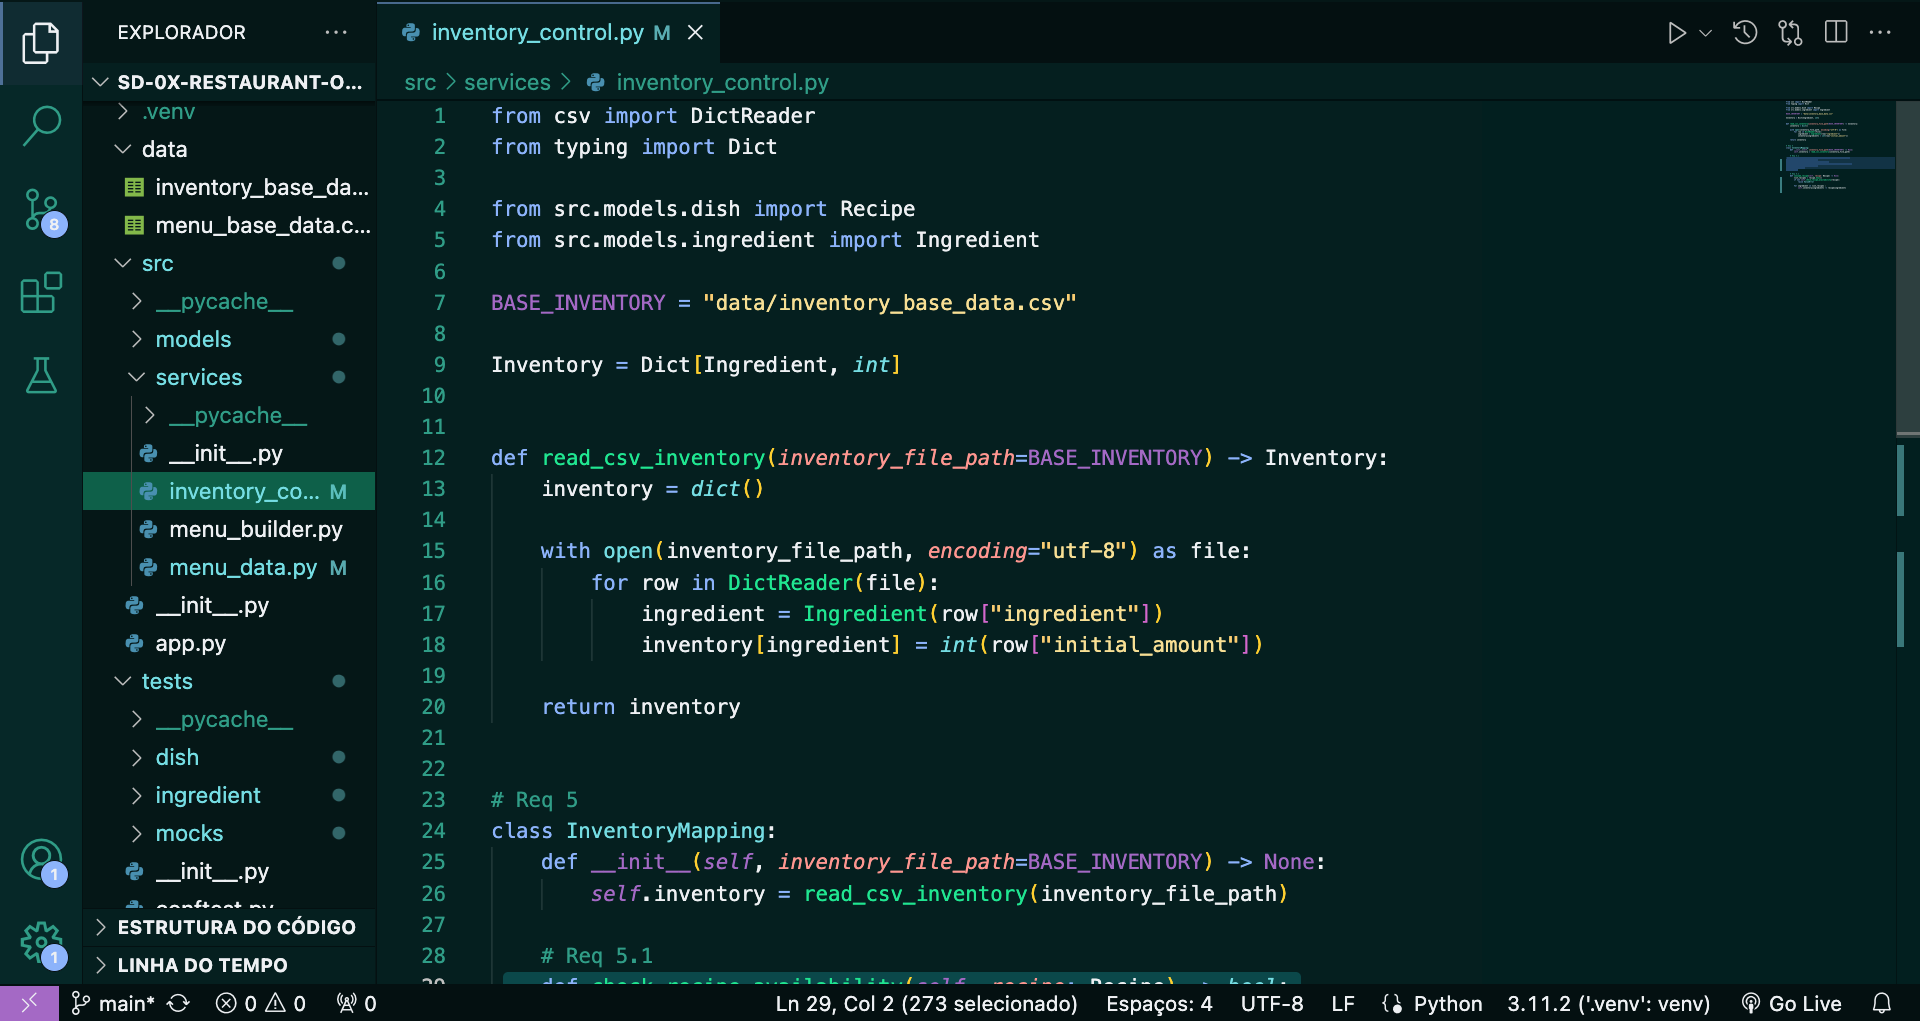 EXPLORADOR
SD-0X-RESTAURANT-O...
.venv
data
inventory_base_da...
menu_base_data.c...
src
__pycache__
models
services
__pycache__
__init__.py
inventory_co... M
menu_builder.py
menu_data.py M
__init__.py
app.py
tests
__pycache__
dish
ingredient
mocks
__init__.py
conftest.py
ESTRUTURA DO CÓDIGO
LINHA DO TEMPO
8
1
1
inventory_control.py M
src > services > inventory_control.py
1 from csv import DictReader
2 from typing import Dict
3
4 from src.models.dish import Recipe
5 from src.models.ingredient import Ingredient
6
7 BASE_INVENTORY = "data/inventory_base_data.csv"
8
9 Inventory = Dict[Ingredient, int]
10
11
12 def read_csv_inventory(inventory_file_path=BASE_INVENTORY) -> Inventory:
13 inventory = dict()
14
15 with open(inventory_file_path, encoding="utf-8") as file:
16 for row in DictReader(file):
17 ingredient = Ingredient(row["ingredient"])
18 inventory[ingredient] = int(row["initial_amount"])
19
20 return inventory
21
22
23 # Req 5
24 class InventoryMapping:
25 def __init__(self, inventory_file_path=BASE_INVENTORY) -> None:
26 self.inventory = read_csv_inventory(inventory_file_path)
27
28 # Req 5.1
29 def check_recipe_availability(self, recipe: Recipe) -> bool:
main* 0 0 0 Ln 29, Col 2 (273 selecionado) Espaços: 4 UTF-8 LF Python 3.11.2 ('.venv': venv) Go Live